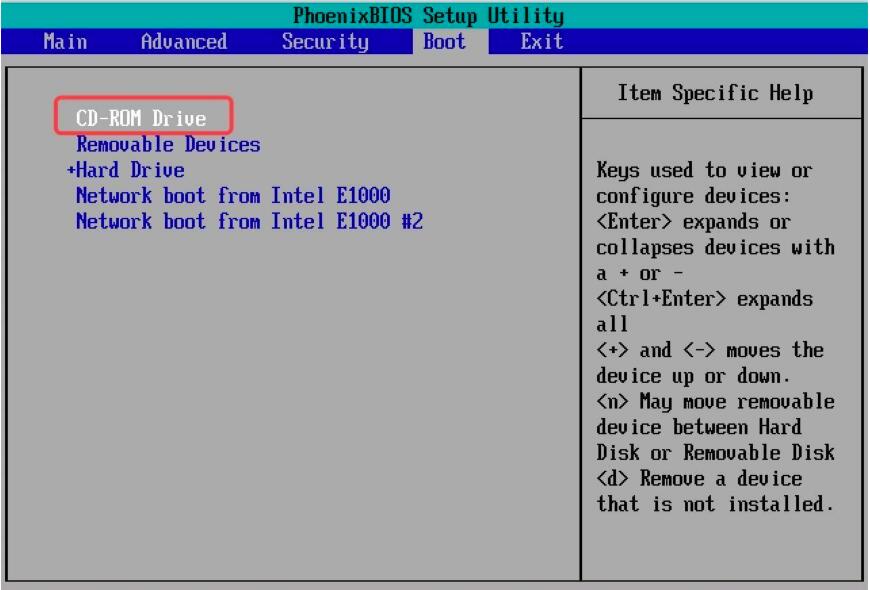 PhoenixBIOS Setup Utility
Main Advanced Security Boot Exit
CD-ROM Drive
Removable Devices
+Hard Drive
Network boot from Intel E1000
Network boot from Intel E1000 #2
Item Specific Help
Keys used to view or
configure devices:
<Enter> expands or
collapses devices with
a + or -
<Ctrl+Enter> expands
all
<+> and <-> moves the
device up or down.
<n> May move removable
device between Hard
Disk or Removable Disk
<d> Remove a device
that is not installed.